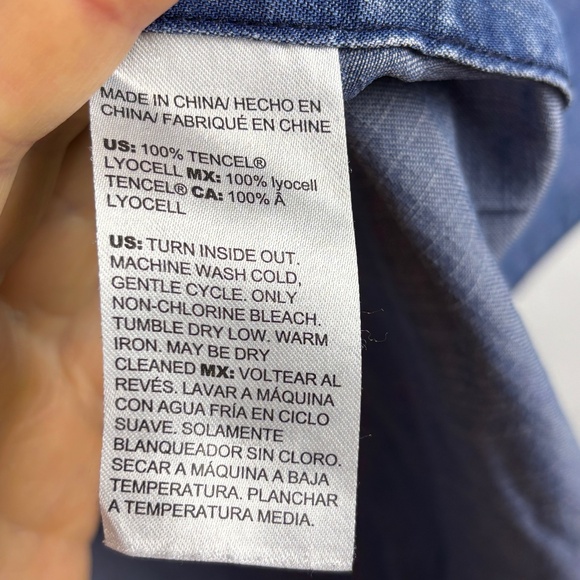 MADE IN CHINA/ HECHO EN
CHINA/ FABRIQUÉ EN CHINE
US: 100% TENCEL®
LYOCELL MX: 100% lyocell
TENCEL® CA: 100% Â
LYOCELL
US: TURN INSIDE OUT.
MACHINE WASH COLD,
GENTLE CYCLE. ONLY
NON-CHLORINE BLEACH.
TUMBLE DRY LOW. WARM
IRON. MAY BE DRY
CLEANED MX: VOLTEAR AL
REVÉS. LAVAR A MÁQUINA
CON AGUA FRÍA EN CICLO
SUAVE. SOLAMENTE
BLANQUEADOR SIN CLORO.
SECAR A MÁQUINA A BAJA
TEMPERATURA. PLANCHAR
A TEMPERATURA MEDIA.